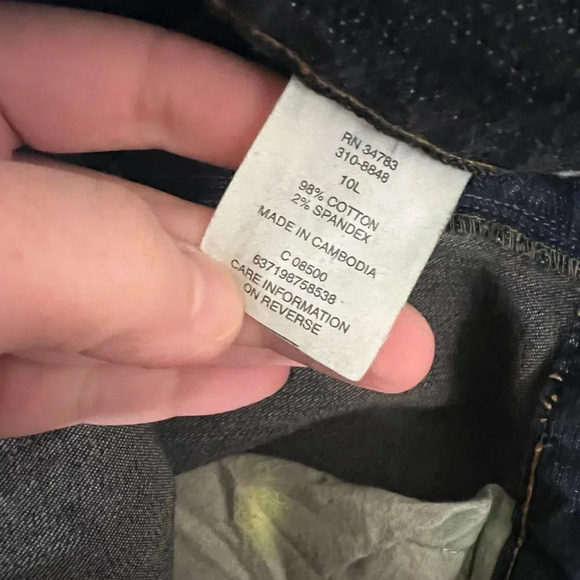 RN 34783
310-8848
10L
98% COTTON
2% SPANDEX
MADE IN CAMBODIA
C 08500
637198758538
CARE INFORMATION
ON REVERSE